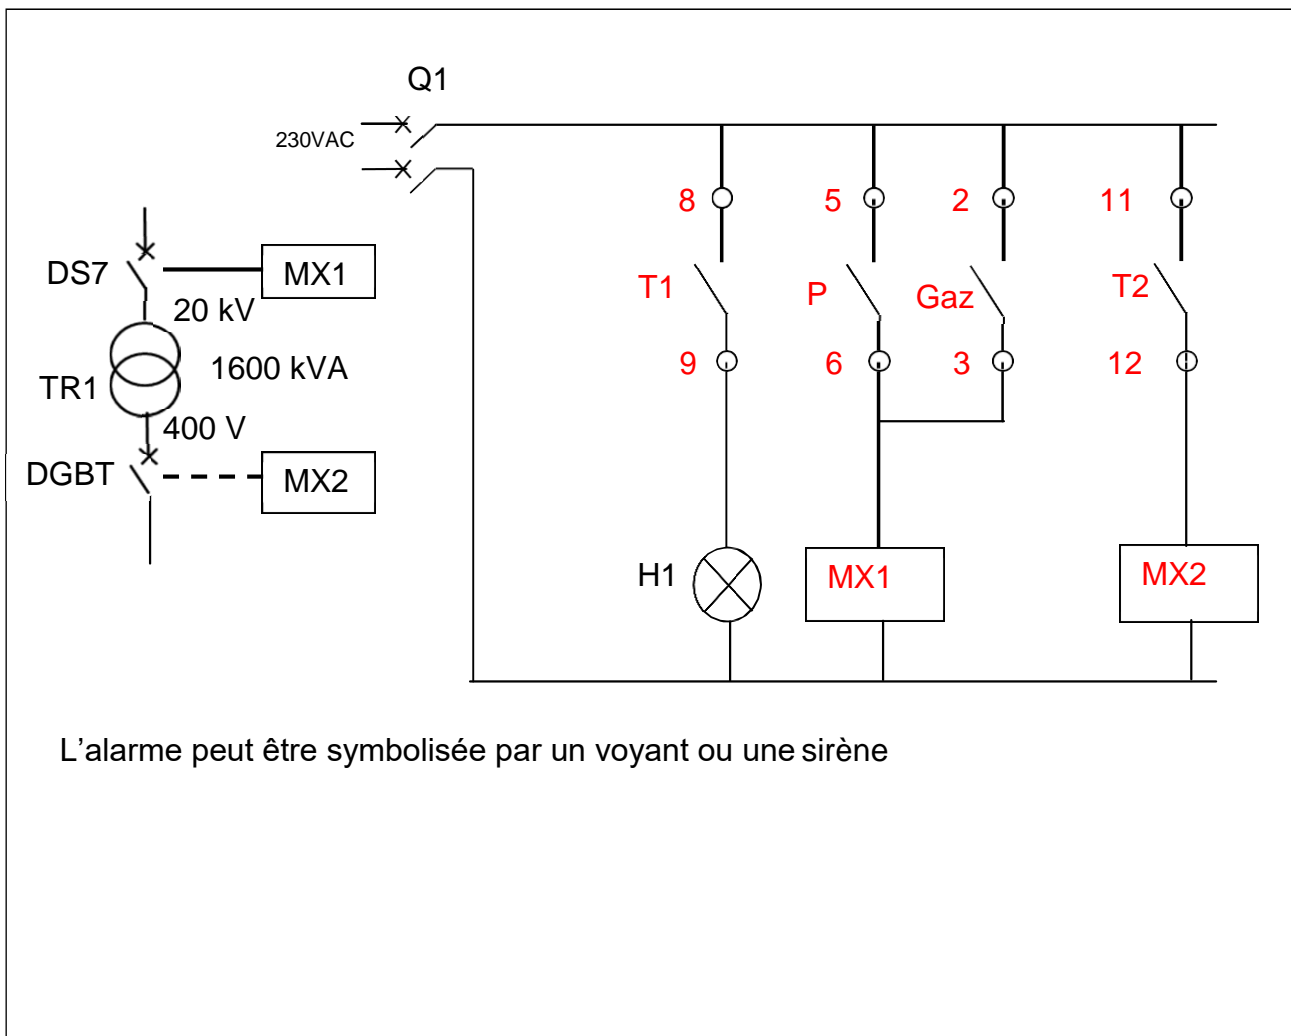 Q1
230VAC
8 5 2 11
DS7 MX1
T1 P Gaz T2
20 kV
TR1 1600 kVA
9 6 3 12
400 V
DGBT MX2
H1 MX1 MX2
L'alarme peut être symbolisée par un voyant ou une sirène